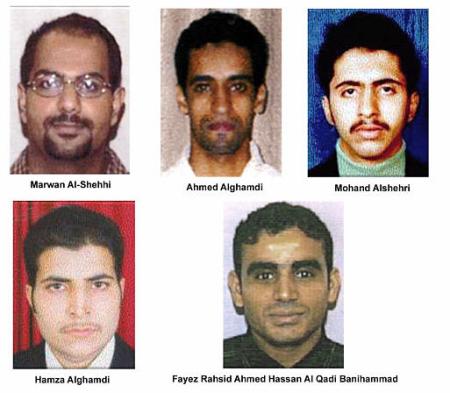 Marwan Al-Shehhi
Ahmed Alghamdi
Mohand Alshehri
Hamza Alghamdi
Fayez Rahsid Ahmed Hassan Al Qadi Banihammad